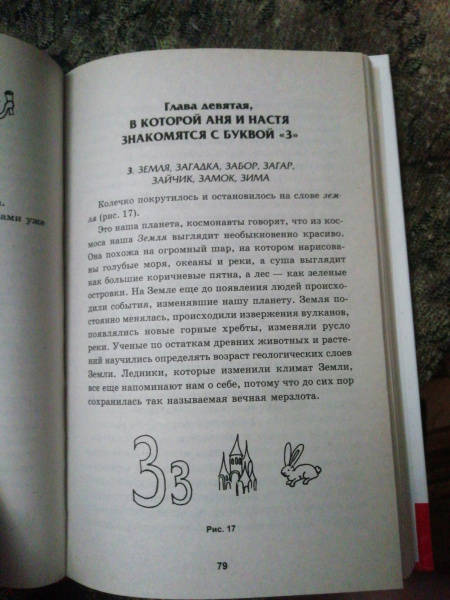 л.
ами уже
Глава девятая,
В КОТОРОЙ АНЯ И НАСТЯ
ЗНАКОМЯТСЯ С БУКВОЙ «З»
З. ЗЕМЛЯ, ЗАГАДКА, ЗАБОР, ЗАГАР,
ЗАЙЧИК, ЗАМОК, ЗИМА
Колечко покрутилось и остановилось на слове зем-
ля (рис. 17).
Это наша планета, космонавты говорят, что из кос-
моса наша Земля выглядит необыкновенно красиво.
Она похожа на огромный шар, на котором нарисова-
ны голубые моря, океаны и реки, а суша выглядит
как большие коричневые пятна, а лес — как зеленые
островки. На Земле еще до появления людей происхо-
дили события, изменявшие нашу планету. Земля по-
стоянно менялась, происходили извержения вулканов,
появлялись новые горные хребты, изменяли русло
реки. Ученые по остаткам древних животных и расте-
ний научились определять возраст геологических слоев
Земли. Ледники, которые изменили климат Земли,
все еще напоминают нам о себе, потому что до сих пор
сохранилась так называемая вечная мерзлота.
Зз
Рис. 17
79